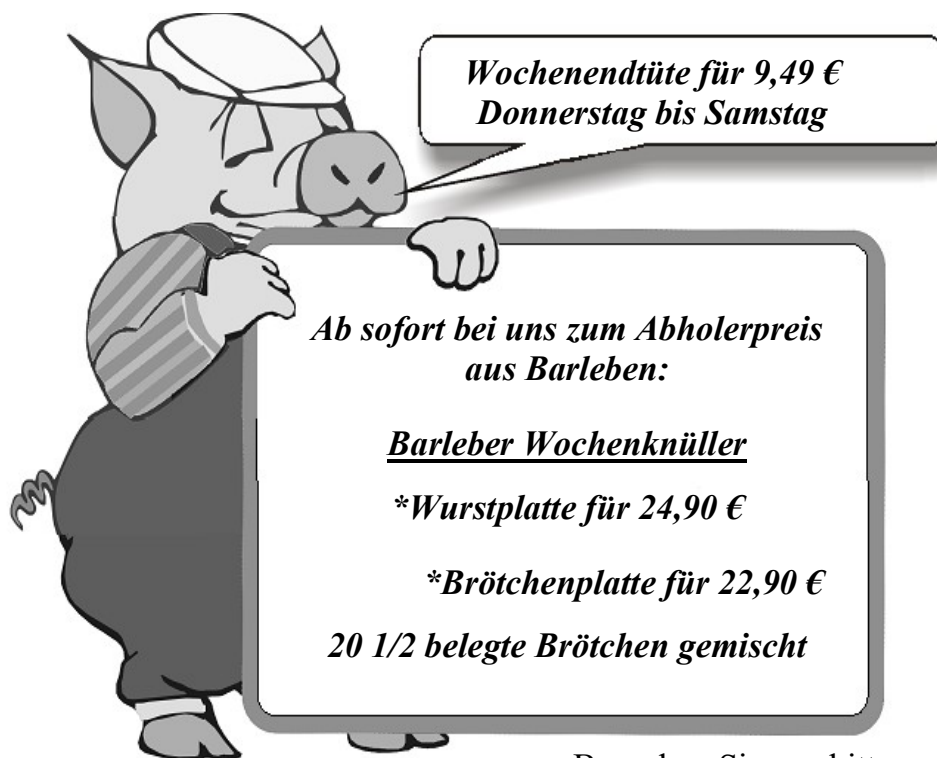 Wochenendtüte für 9,49 €
Donnerstag bis Samstag
Ab sofort bei uns zum Abholerpreis
aus Barleben:
Barleber Wochenknüller
*Wurstplatte für 24,90 €
*Brötchenplatte für 22,90 €
20 1/2 belegte Brötchen gemischt